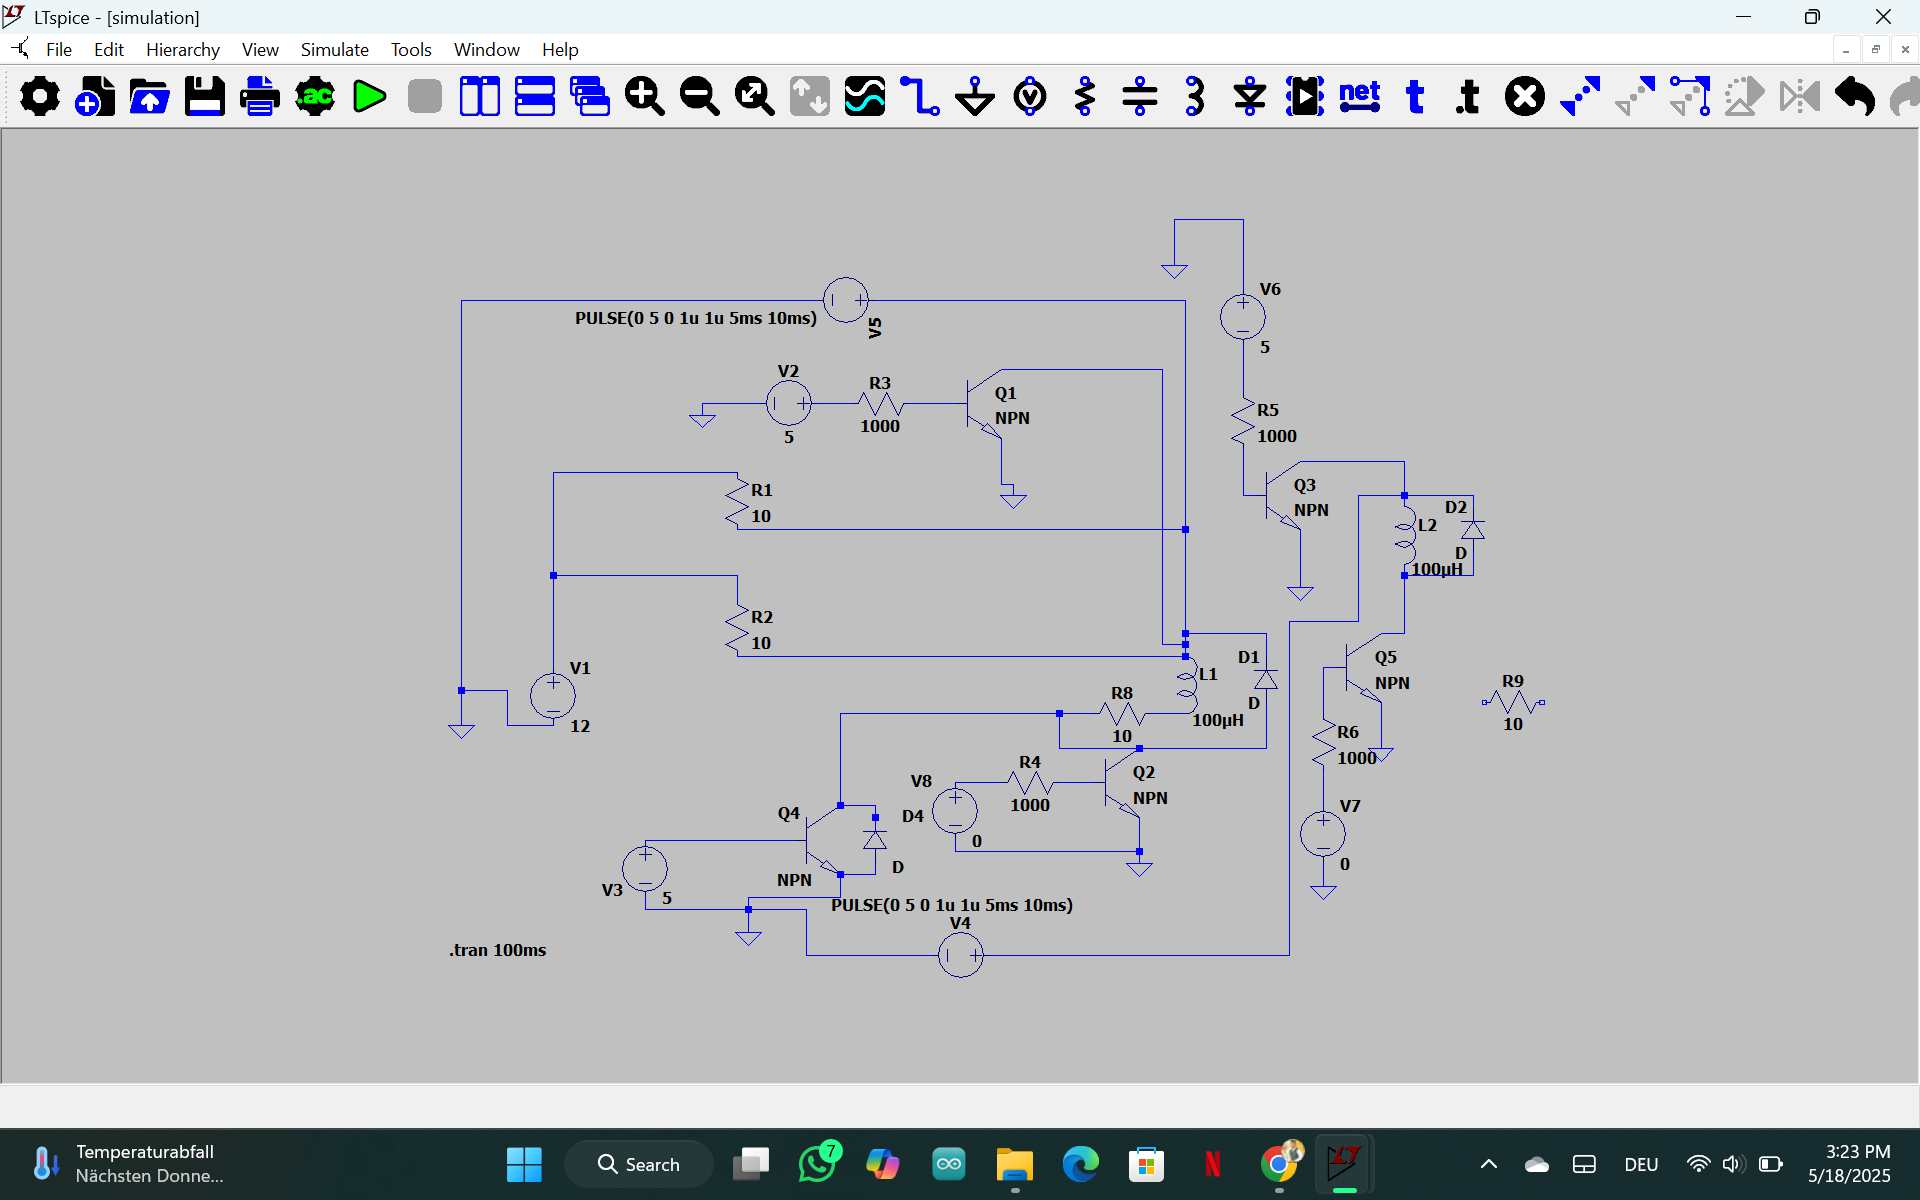 LTspice - [simulation]
File Edit Hierarchy View Simulate Tools Window Help
.ac net t .t
V6
5
PULSE(0 5 0 1u 1u 5ms 10ms)
V5
V2
5
R3
1000
Q1
NPN
R5
1000
R1
10
Q3
NPN
D2
L2
D
100µH
R2
10
V1
12
D1
L1
D
100µH
R8
10
Q5
NPN
R9
10
R6
1000
R4
1000
Q2
NPN
V8
0
D4
Q4
NPN
D
V7
0
V3
5
PULSE(0 5 0 1u 1u 5ms 10ms)
V4
.tran 100ms
Temperaturabfall
Nächsten Donne...
Search
7
DEU
3:23 PM
5/18/2025